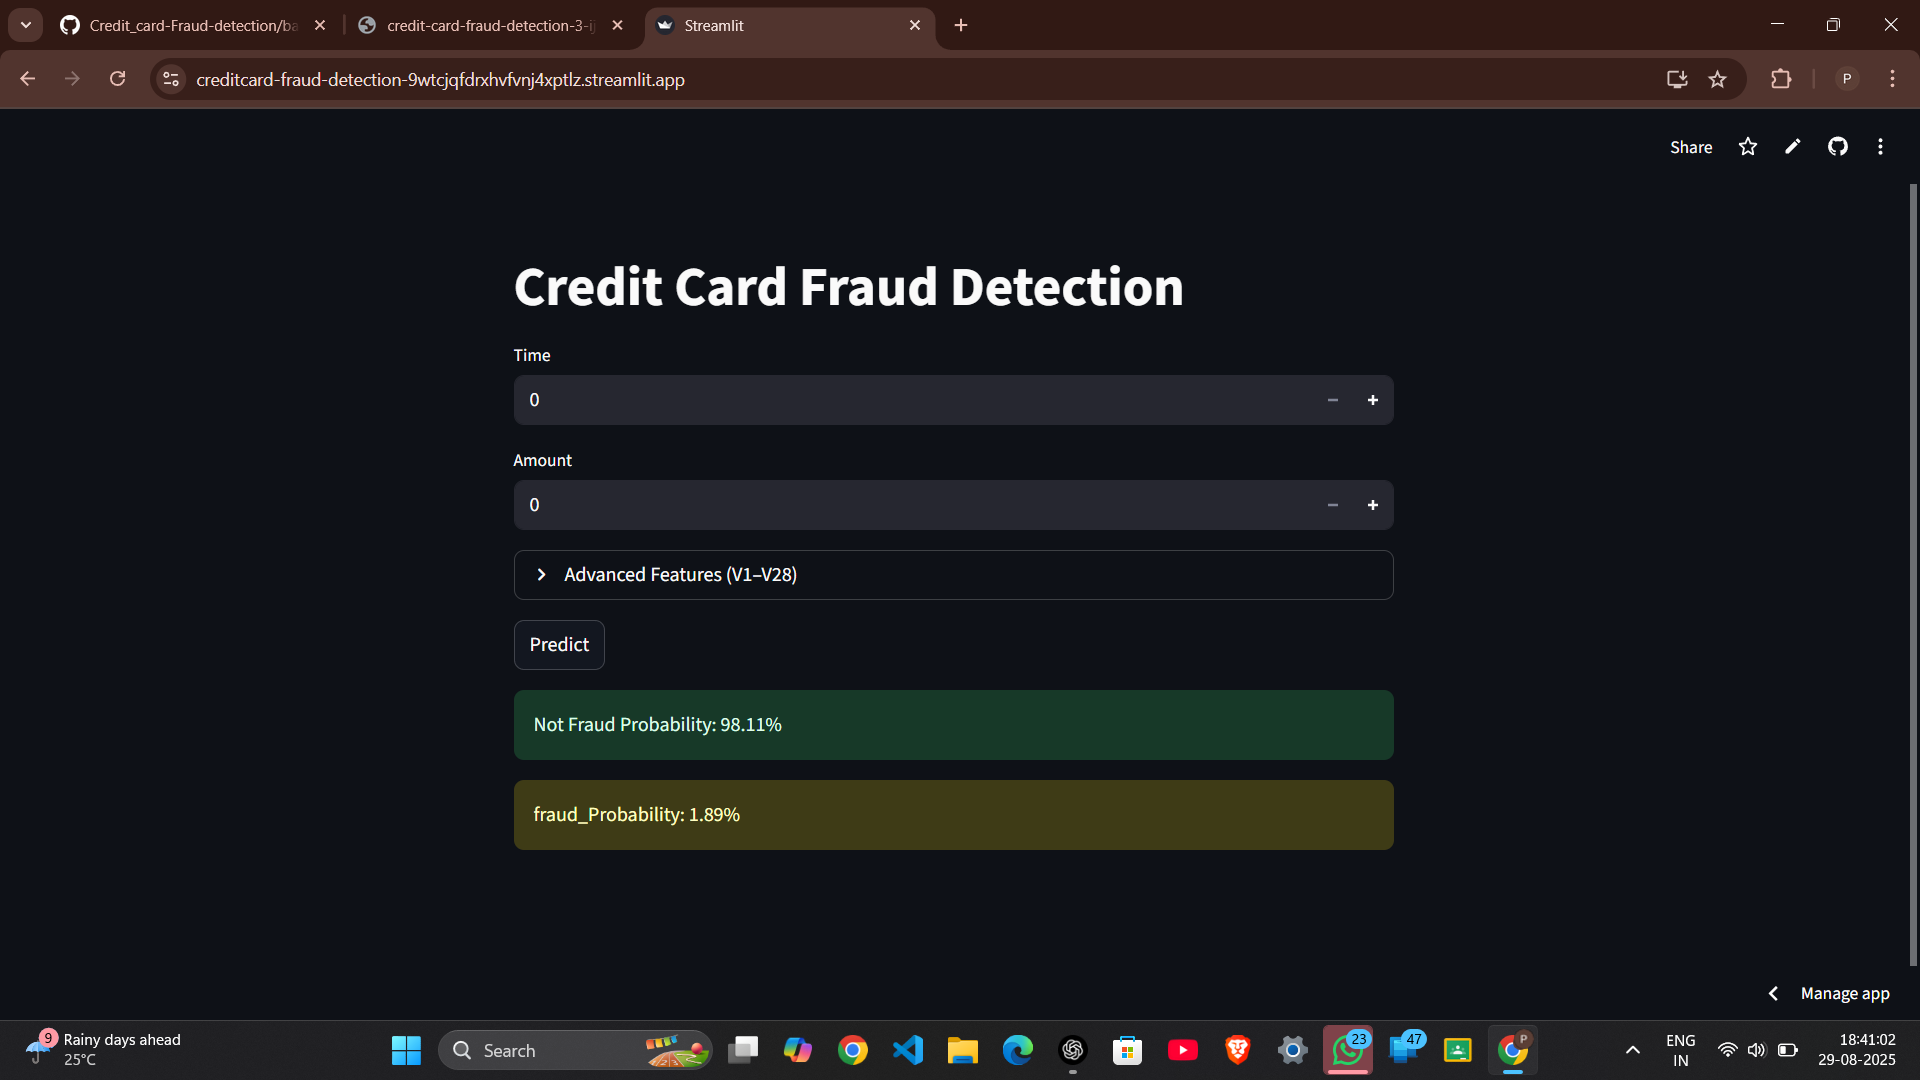 Credit_card-Fraud-detection/ba
credit-card-fraud-detection-3-ij
Streamlit
creditcard-fraud-detection-9wtcjqfdrxhvfvnj4xptlz.streamlit.app
P
Share
Credit Card Fraud Detection
Time
0
Amount
0
Advanced Features (V1–V28)
Predict
Not Fraud Probability: 98.11%
fraud_Probability: 1.89%
Manage app
9
Rainy days ahead
25°C
Search
23
47
P
ENG
IN
18:41:02
29-08-2025